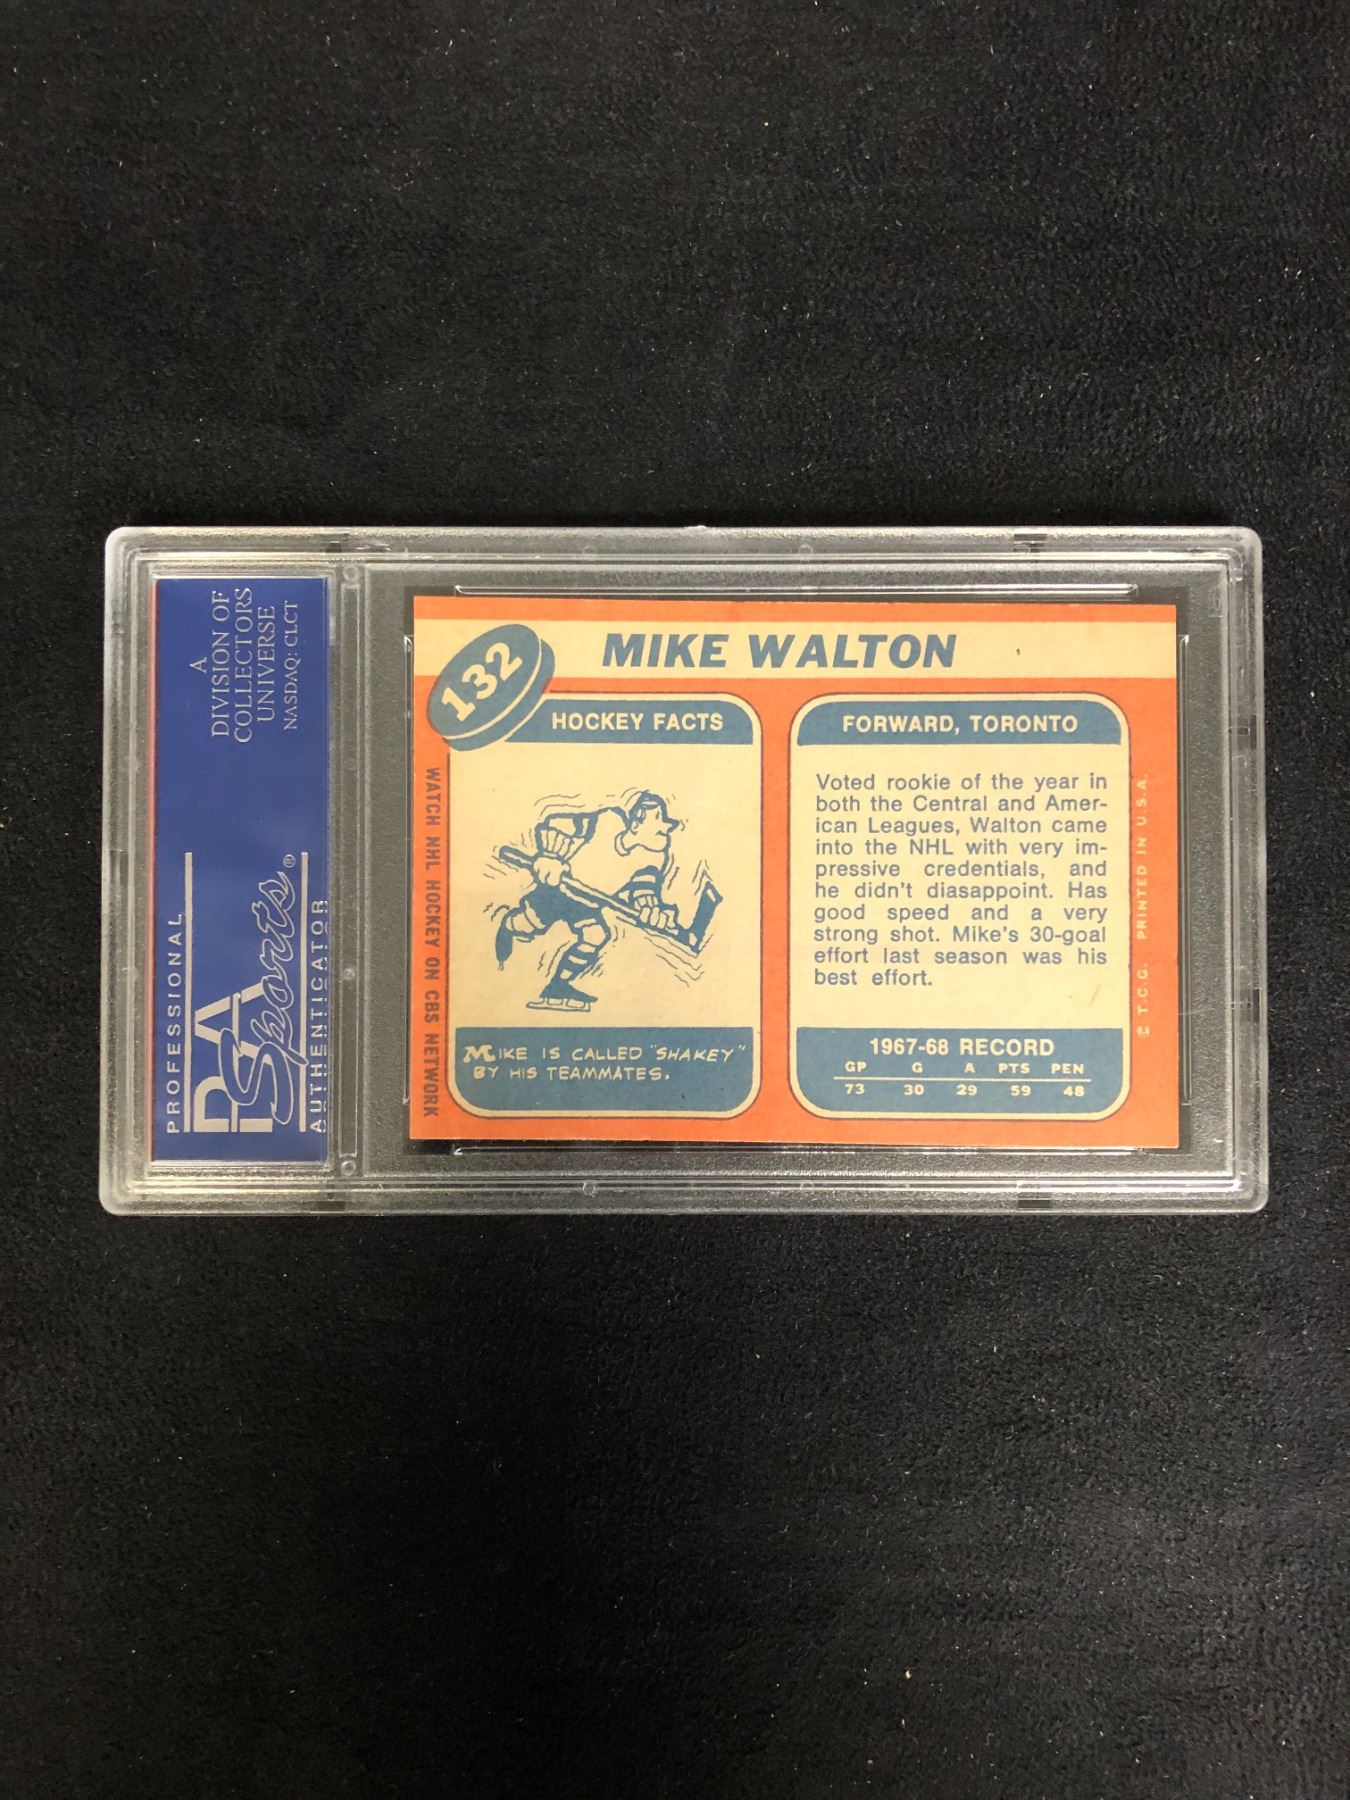 A
DIVISION OF
COLLECTORS
UNIVERSE
NASDAQ: CLCT
PROFESSIONAL
PSA
Sports®
AUTHENTICATOR
132
MIKE WALTON
HOCKEY FACTS
MIKE IS CALLED "SHAKEY"
BY HIS TEAMMATES.
WATCH NHL HOCKEY ON CBS NETWORK
FORWARD, TORONTO
Voted rookie of the year in
both the Central and Amer-
ican Leagues, Walton came
into the NHL with very im-
pressive credentials, and
he didn't diasappoint. Has
good speed and a very
strong shot. Mike's 30-goal
effort last season was his
best effort.
1967-68 RECORD
GP G A PTS PEN
73 30 29 59 48
© T.C.G. PRINTED IN U.S.A.